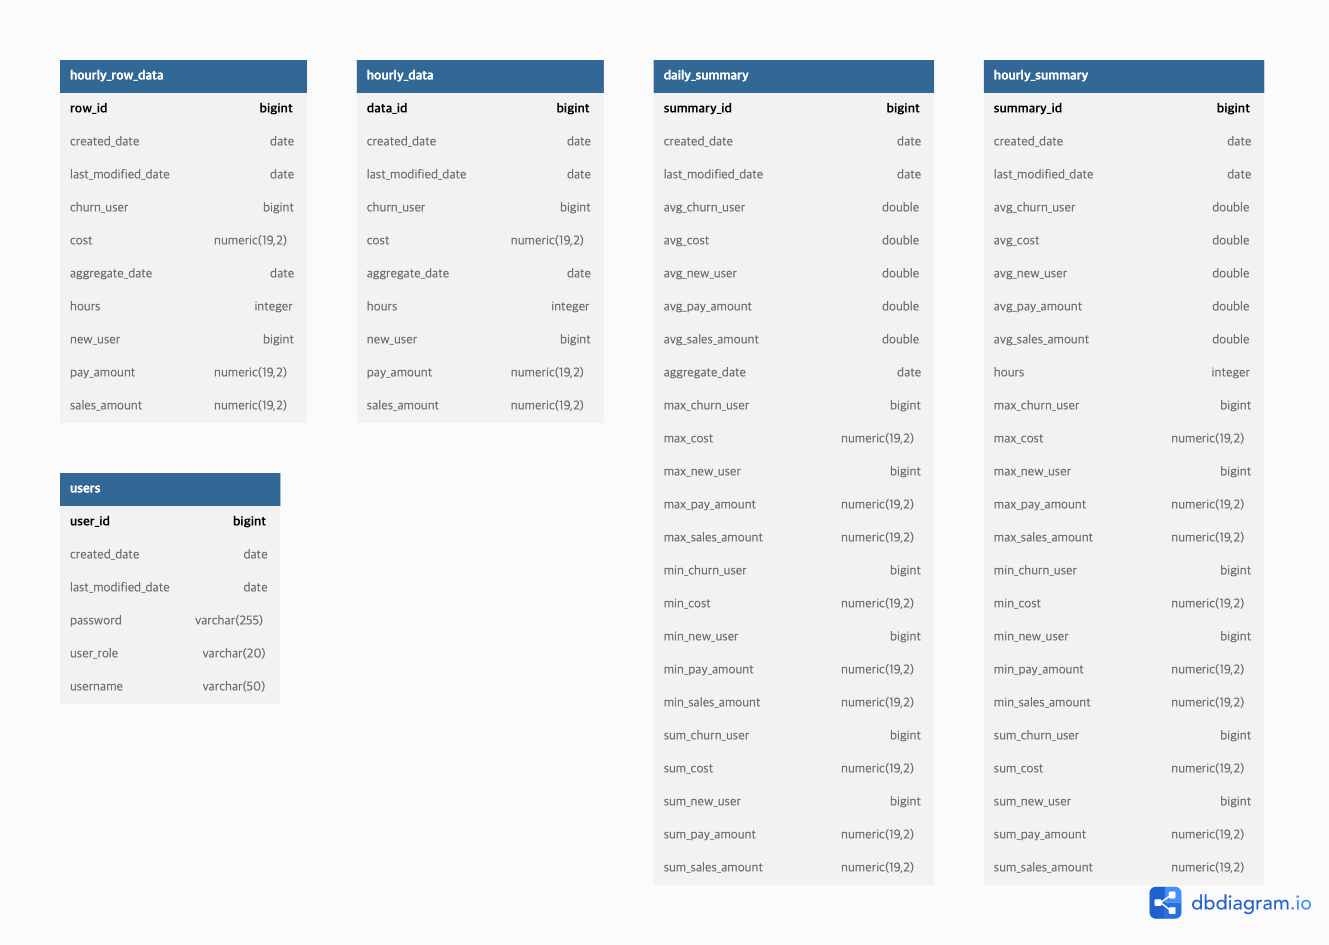 hourly_row_data
row_id bigint
created_date date
last_modified_date date
churn_user bigint
cost numeric(19,2)
aggregate_date date
hours integer
new_user bigint
pay_amount numeric(19,2)
sales_amount numeric(19,2)
hourly_data
data_id bigint
created_date date
last_modified_date date
churn_user bigint
cost numeric(19,2)
aggregate_date date
hours integer
new_user bigint
pay_amount numeric(19,2)
sales_amount numeric(19,2)
daily_summary
summary_id bigint
created_date date
last_modified_date date
avg_churn_user double
avg_cost double
avg_new_user double
avg_pay_amount double
avg_sales_amount double
aggregate_date date
max_churn_user bigint
max_cost numeric(19,2)
max_new_user bigint
max_pay_amount numeric(19,2)
max_sales_amount numeric(19,2)
min_churn_user bigint
min_cost numeric(19,2)
min_new_user bigint
min_pay_amount numeric(19,2)
min_sales_amount numeric(19,2)
sum_churn_user bigint
sum_cost numeric(19,2)
sum_new_user bigint
sum_pay_amount numeric(19,2)
sum_sales_amount numeric(19,2)
hourly_summary
summary_id bigint
created_date date
last_modified_date date
avg_churn_user double
avg_cost double
avg_new_user double
avg_pay_amount double
avg_sales_amount double
hours integer
max_churn_user bigint
max_cost numeric(19,2)
max_new_user bigint
max_pay_amount numeric(19,2)
max_sales_amount numeric(19,2)
min_churn_user bigint
min_cost numeric(19,2)
min_new_user bigint
min_pay_amount numeric(19,2)
min_sales_amount numeric(19,2)
sum_churn_user bigint
sum_cost numeric(19,2)
sum_new_user bigint
sum_pay_amount numeric(19,2)
sum_sales_amount numeric(19,2)
users
user_id bigint
created_date date
last_modified_date date
password varchar(255)
user_role varchar(20)
username varchar(50)
dbdiagram.io